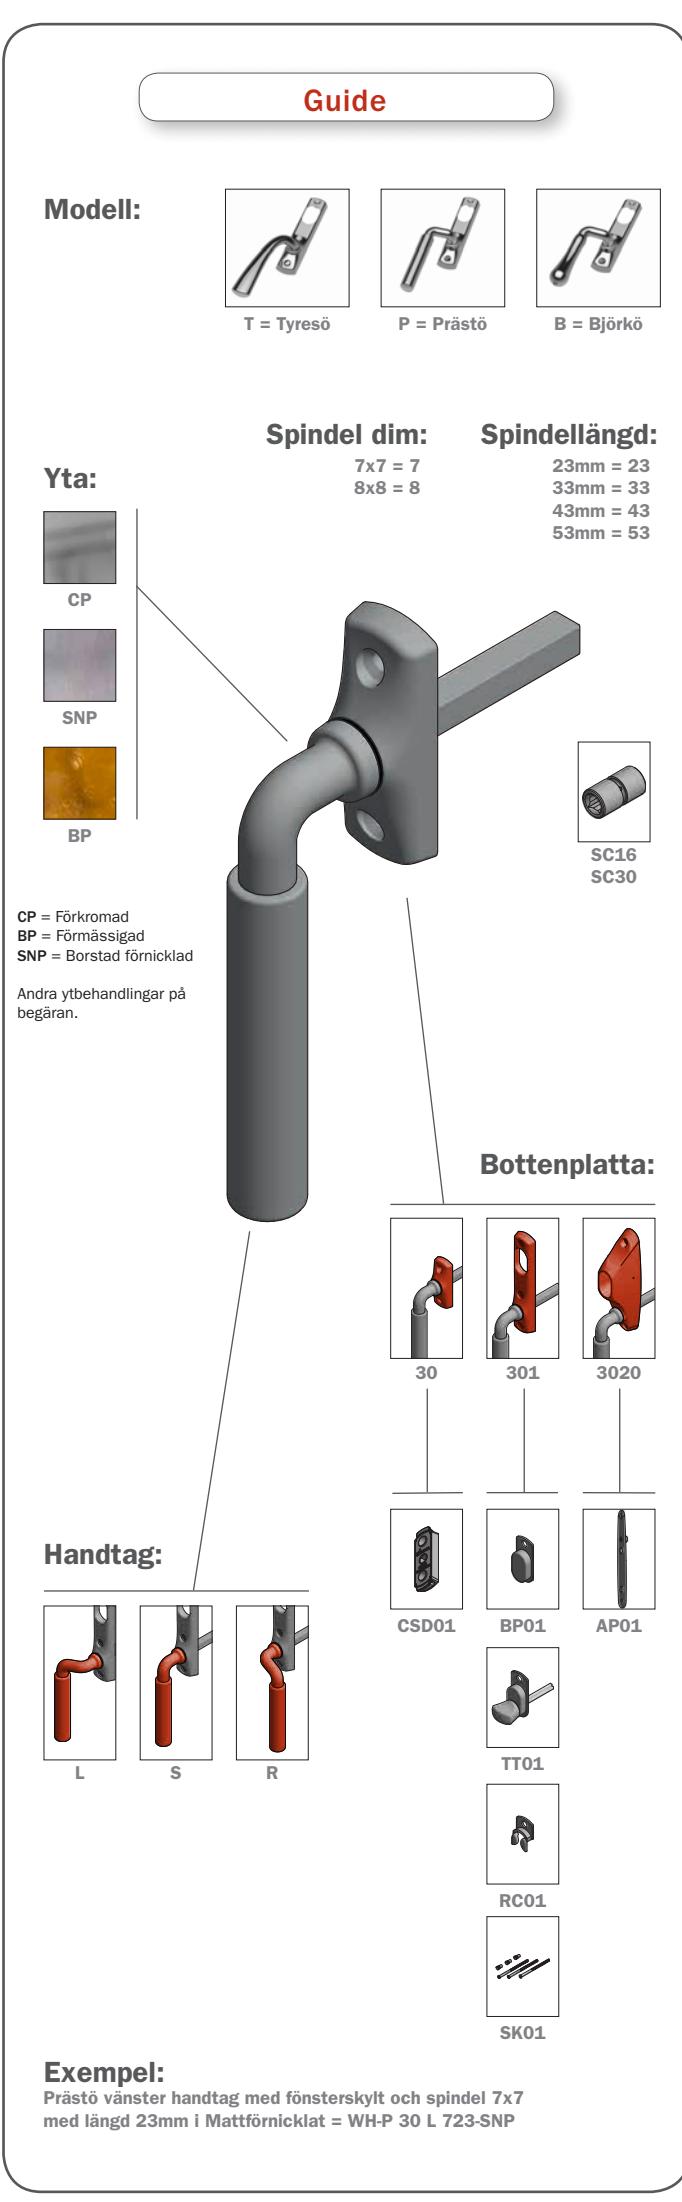 Guide
Modell:
T = Tyresö
P = Prästö
B = Björkö
Spindel dim:
7x7 = 7
8x8 = 8
Spindellängd:
23mm = 23
33mm = 33
43mm = 43
53mm = 53
Yta:
CP
SNP
BP
SC16
SC30
CP = Förkromad
BP = Förmässigad
SNP = Borstad förnicklad
Andra ytbehandlingar på
begäran.
Bottenplatta:
30
301
3020
CSD01
BP01
AP01
TT01
RC01
SK01
Handtag:
L
S
R
Exempel:
Prästö vänster handtag med fönsterskylt och spindel 7x7
med längd 23mm i Mattförnicklat = WH-P 30 L 723-SNP